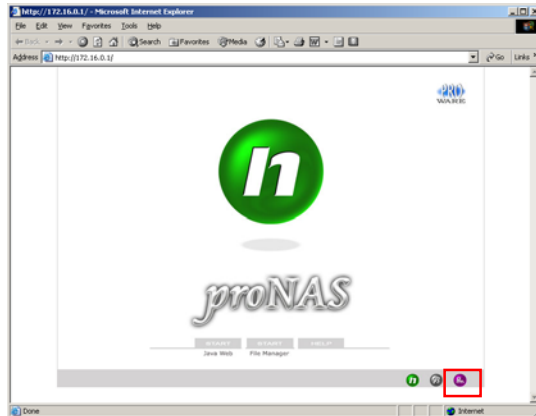 http://172.16.0.1/ - Microsoft Internet Explorer
File Edit View Favorites Tools Help
Back Search Favorites Media
Address http://172.16.0.1/ Go Links
PRO
WARE
n
proNAS
START START HELP
Java Web File Manager
n n
Done Internet